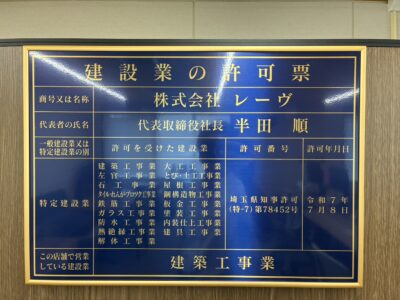 建設業の許可票
商号又は名称 株式会社 レーヴ
代表者の氏名 代表取締役社長 半田 順
一般建設業又は
特定建設業の別 許可を受けた建設業 許可番号 許可年月日
特定建設業
建築工事業 大工工事業
左官工事業 とび・土工工事業
石工事業 屋根工事業
タイル・れんが・ブロック工事業 鋼構造物工事業
鉄筋工事業 板金工事業
ガラス工事業 塗装工事業
防水工事業 内装仕上工事業
熱絶縁工事業 建具工事業
解体工事業
埼玉県知事許可
(特-7)第78452号
令和7年
7月8日
この店舗で営業
している建設業 建築工事業